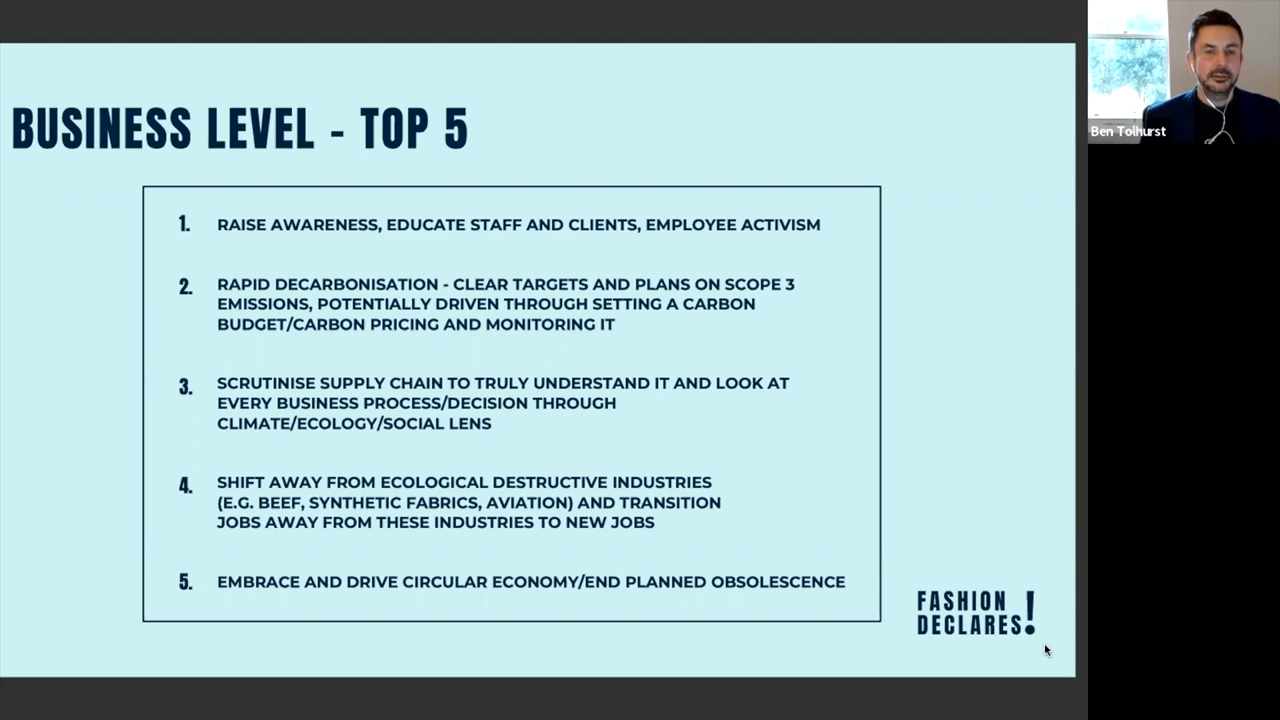 BUSINESS LEVEL - TOP 5
1. RAISE AWARENESS, EDUCATE STAFF AND CLIENTS, EMPLOYEE ACTIVISM
2. RAPID DECARBONISATION - CLEAR TARGETS AND PLANS ON SCOPE 3
EMISSIONS, POTENTIALLY DRIVEN THROUGH SETTING A CARBON
BUDGET/CARBON PRICING AND MONITORING IT
3. SCRUTINISE SUPPLY CHAIN TO TRULY UNDERSTAND IT AND LOOK AT
EVERY BUSINESS PROCESS/DECISION THROUGH
CLIMATE/ECOLOGY/SOCIAL LENS
4. SHIFT AWAY FROM ECOLOGICAL DESTRUCTIVE INDUSTRIES
(E.G. BEEF, SYNTHETIC FABRICS, AVIATION) AND TRANSITION
JOBS AWAY FROM THESE INDUSTRIES TO NEW JOBS
5. EMBRACE AND DRIVE CIRCULAR ECONOMY/END PLANNED OBSOLESCENCE
FASHION
DECLARES!
Ben Tolhurst